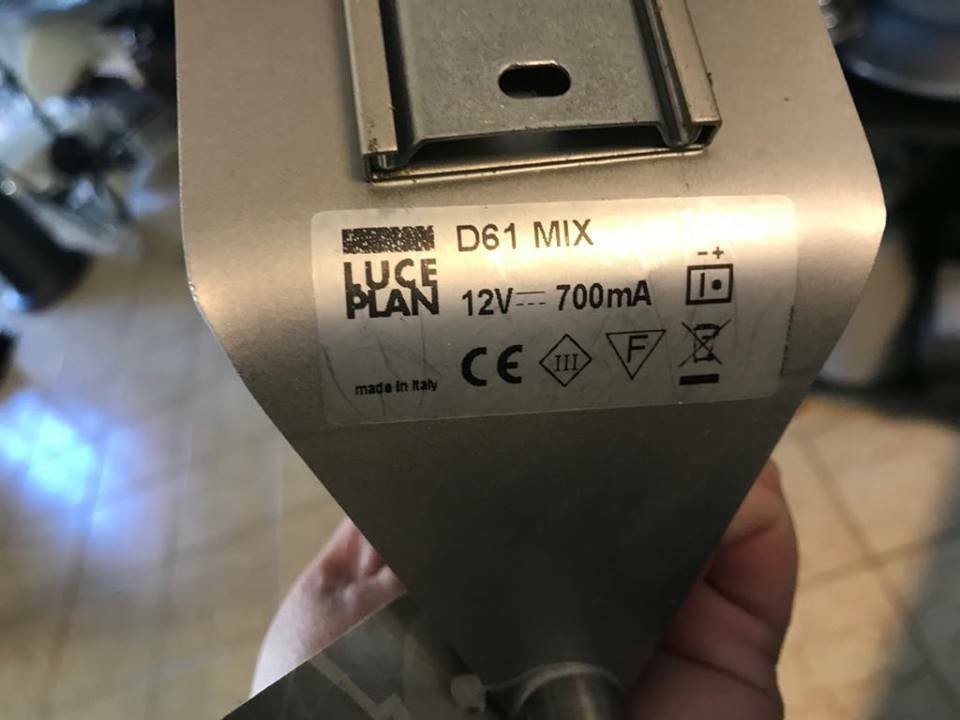 D61 MIX
LUCE
PLAN
12V⎓ 700mA
- +
made in Italy
CE
III
F